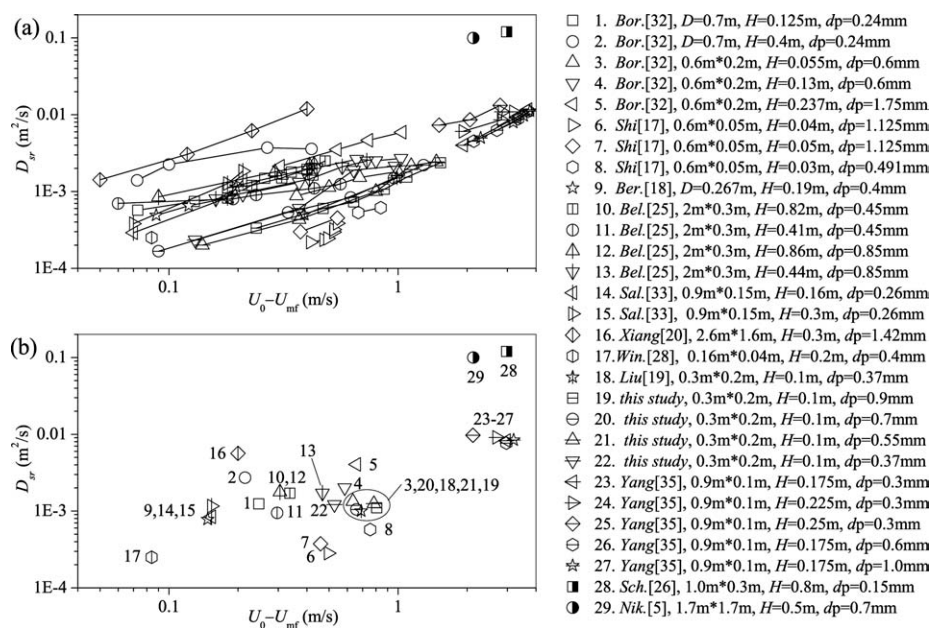 (a)
0.1
0.01
1E-3
1E-4
Dsr (m²/s)
0.1
1
U0−Umf (m/s)
(b)
0.1
0.01
1E-3
1E-4
Dsr (m²/s)
29
28
23-27
16
13
5
2
10,12
4
3,20,18,21,19
9,14,15
1
11
22
8
7
6
17
0.1
1
U0−Umf (m/s)
1. Bor.[32], D=0.7m, H=0.125m, dp=0.24mm
2. Bor.[32], D=0.7m, H=0.4m, dp=0.24mm
3. Bor.[32], 0.6m*0.2m, H=0.055m, dp=0.6mm
4. Bor.[32], 0.6m*0.2m, H=0.13m, dp=0.6mm
5. Bor.[32], 0.6m*0.2m, H=0.237m, dp=1.75mm
6. Shi[17], 0.6m*0.05m, H=0.04m, dp=1.125mm
7. Shi[17], 0.6m*0.05m, H=0.05m, dp=1.125mm
8. Shi[17], 0.6m*0.05m, H=0.03m, dp=0.491mm
9. Ber.[18], D=0.267m, H=0.19m, dp=0.4mm
10. Bel.[25], 2m*0.3m, H=0.82m, dp=0.45mm
11. Bel.[25], 2m*0.3m, H=0.41m, dp=0.45mm
12. Bel.[25], 2m*0.3m, H=0.86m, dp=0.85mm
13. Bel.[25], 2m*0.3m, H=0.44m, dp=0.85mm
14. Sal.[33], 0.9m*0.15m, H=0.16m, dp=0.26mm
15. Sal.[33], 0.9m*0.15m, H=0.3m, dp=0.26mm
16. Xiang[20], 2.6m*1.6m, H=0.3m, dp=1.42mm
17. Win.[28], 0.16m*0.04m, H=0.2m, dp=0.4mm
18. Liu[19], 0.3m*0.2m, H=0.1m, dp=0.37mm
19. this study, 0.3m*0.2m, H=0.1m, dp=0.9mm
20. this study, 0.3m*0.2m, H=0.1m, dp=0.7mm
21. this study, 0.3m*0.2m, H=0.1m, dp=0.55mm
22. this study, 0.3m*0.2m, H=0.1m, dp=0.37mm
23. Yang[35], 0.9m*0.1m, H=0.175m, dp=0.3mm
24. Yang[35], 0.9m*0.1m, H=0.225m, dp=0.3mm
25. Yang[35], 0.9m*0.1m, H=0.25m, dp=0.3mm
26. Yang[35], 0.9m*0.1m, H=0.175m, dp=0.6mm
27. Yang[35], 0.9m*0.1m, H=0.175m, dp=1.0mm
28. Sch.[26], 1.0m*0.3m, H=0.8m, dp=0.15mm
29. Nik.[5], 1.7m*1.7m, H=0.5m, dp=0.7mm